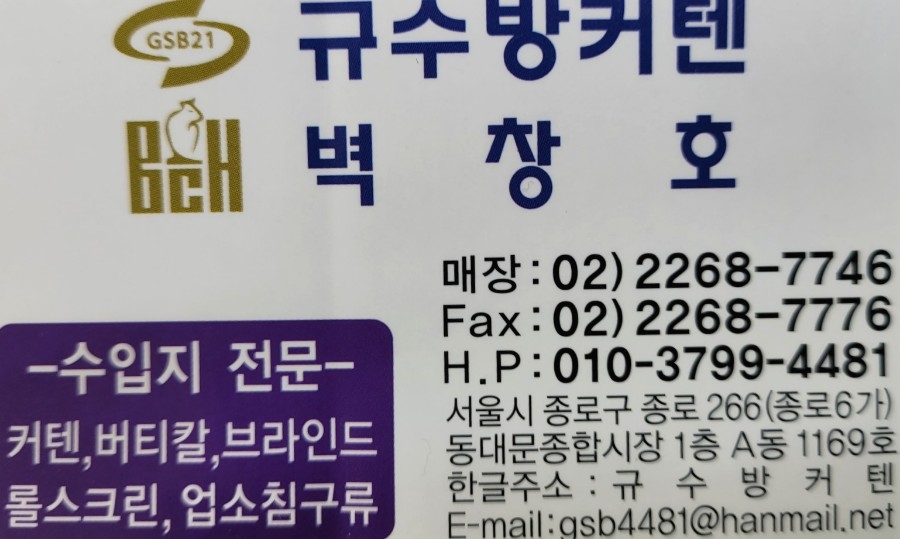 GSB21
규수방커텐
BCH
벽창호
매장 : 02) 2268-7746
Fax : 02) 2268-7776
H.P : 010-3799-4481
서울시 종로구 종로 266(종로6가)
동대문종합시장 1층 A동 1169호
한글주소 : 규수방커텐
E-mail:gsb4481@hanmail.net
-수입지 전문-
커텐,버티칼,브라인드
롤스크린, 업소침구류